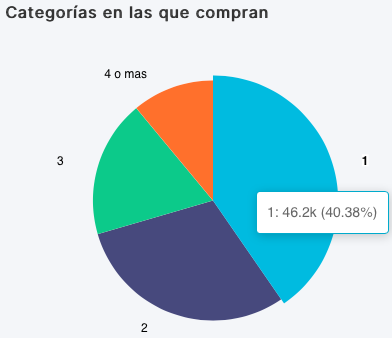 Categorías en las que compran
4 o mas
3
1
1: 46.2k (40.38%)
2